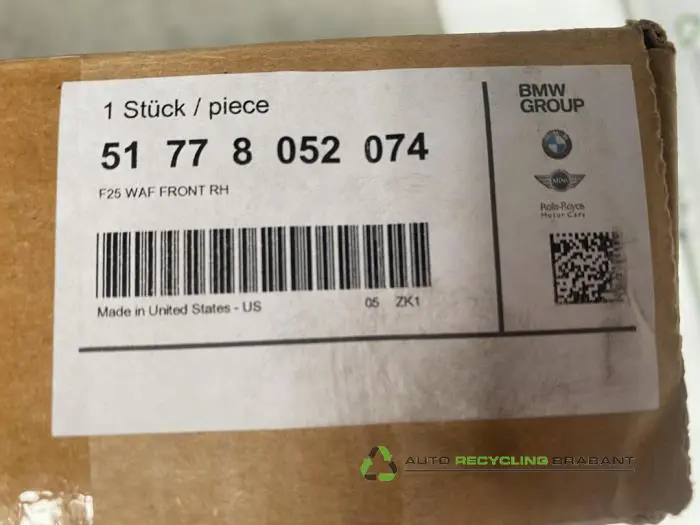 1 Stück / piece
51 77 8 052 074
F25 WAF FRONT RH
Made in United States - US
05 ZK1
BMW
GROUP
MINI
Rolls-Royce
Motor Cars
AUTO RECYCLING BRABANT